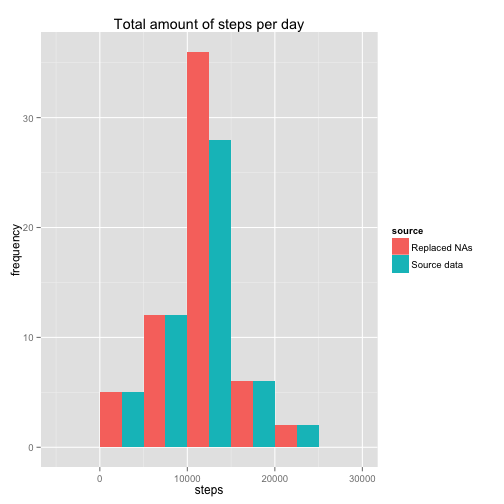 Total amount of steps per day
frequency
30
20
10
0
0 10000 20000 30000
steps
source
Replaced NAs
Source data